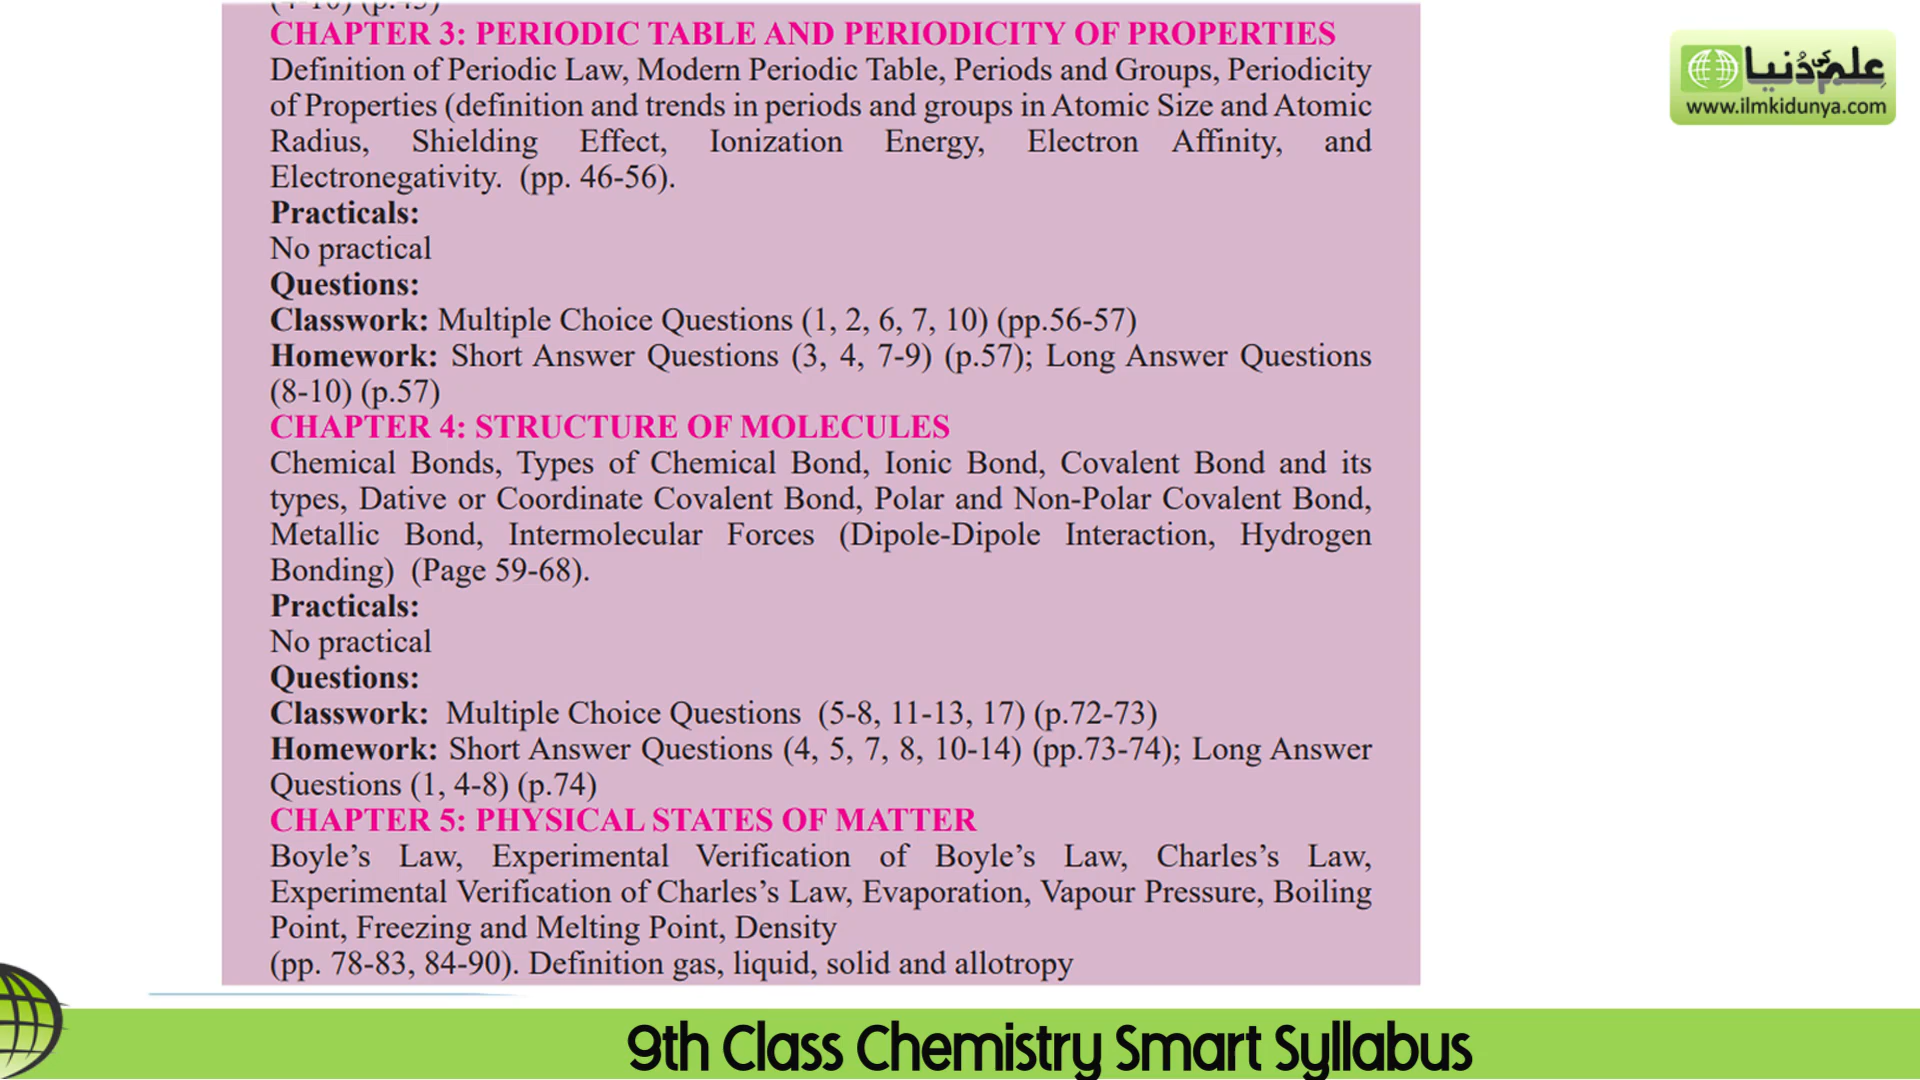 (4-10) (p.45)
CHAPTER 3: PERIODIC TABLE AND PERIODICITY OF PROPERTIES
Definition of Periodic Law, Modern Periodic Table, Periods and Groups, Periodicity
of Properties (definition and trends in periods and groups in Atomic Size and Atomic
Radius, Shielding Effect, Ionization Energy, Electron Affinity, and
Electronegativity. (pp. 46-56).
Practicals:
No practical
Questions:
Classwork: Multiple Choice Questions (1, 2, 6, 7, 10) (pp.56-57)
Homework: Short Answer Questions (3, 4, 7-9) (p.57); Long Answer Questions
(8-10) (p.57)
CHAPTER 4: STRUCTURE OF MOLECULES
Chemical Bonds, Types of Chemical Bond, Ionic Bond, Covalent Bond and its
types, Dative or Coordinate Covalent Bond, Polar and Non-Polar Covalent Bond,
Metallic Bond, Intermolecular Forces (Dipole-Dipole Interaction, Hydrogen
Bonding) (Page 59-68).
Practicals:
No practical
Questions:
Classwork: Multiple Choice Questions (5-8, 11-13, 17) (p.72-73)
Homework: Short Answer Questions (4, 5, 7, 8, 10-14) (pp.73-74); Long Answer
Questions (1, 4-8) (p.74)
CHAPTER 5: PHYSICAL STATES OF MATTER
Boyle’s Law, Experimental Verification of Boyle’s Law, Charles’s Law,
Experimental Verification of Charles’s Law, Evaporation, Vapour Pressure, Boiling
Point, Freezing and Melting Point, Density
(pp. 78-83, 84-90). Definition gas, liquid, solid and allotropy
علم کی دُنیا
www.ilmkidunya.com
9th Class Chemistry Smart Syllabus